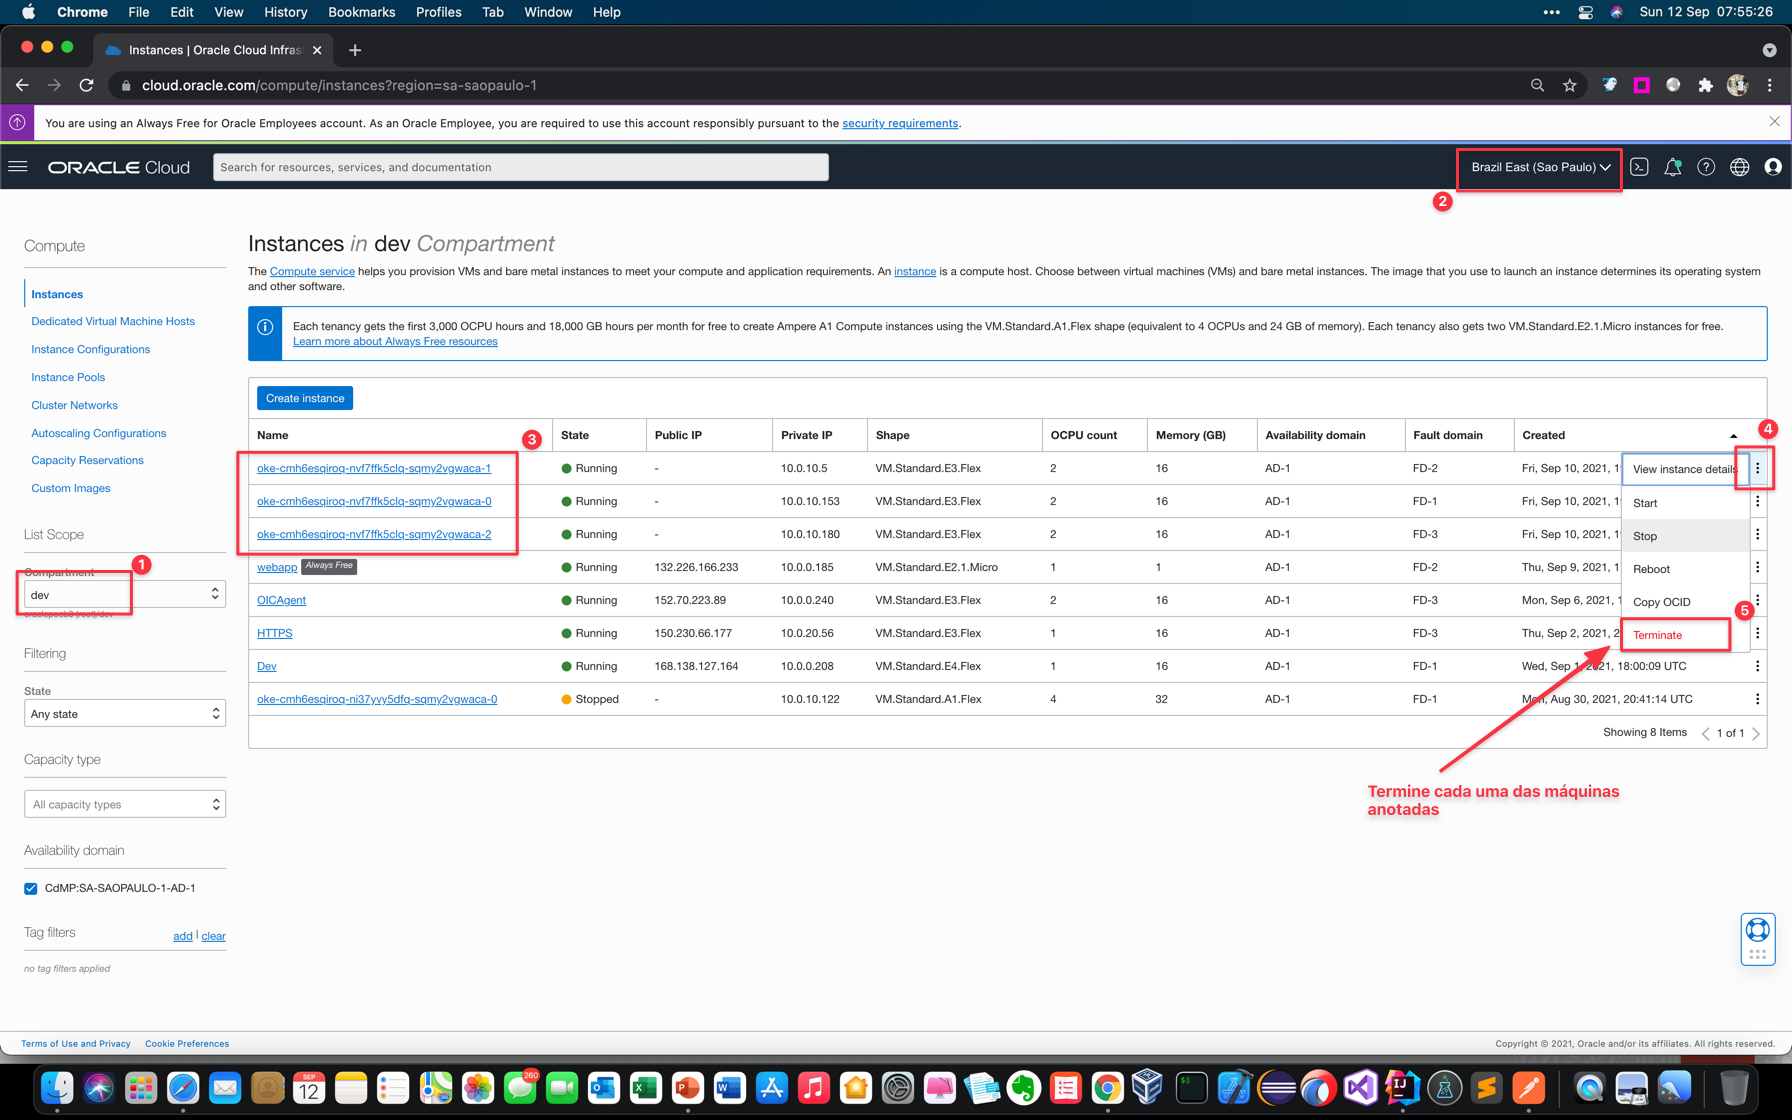 Chrome File Edit View History Bookmarks Profiles Tab Window Help Sun 12 Sep 07:55:26
Instances | Oracle Cloud Infras
cloud.oracle.com/compute/instances?region=sa-saopaulo-1
You are using an Always Free for Oracle Employees account. As an Oracle Employee, you are required to use this account responsibly pursuant to the security requirements.
ORACLE Cloud Search for resources, services, and documentation Brazil East (Sao Paulo)
2
Compute
Instances
Dedicated Virtual Machine Hosts
Instance Configurations
Instance Pools
Cluster Networks
Autoscaling Configurations
Capacity Reservations
Custom Images
List Scope
Compartment
1
dev
Filtering
State
Any state
Capacity type
All capacity types
Availability domain
CdMP:SA-SAOPAULO-1-AD-1
Tag filters add | clear
no tag filters applied
Instances in dev Compartment
The Compute service helps you provision VMs and bare metal instances to meet your compute and application requirements. An instance is a compute host. Choose between virtual machines (VMs) and bare metal instances. The image that you use to launch an instance determines its operating system
and other software.
Each tenancy gets the first 3,000 OCPU hours and 18,000 GB hours per month for free to create Ampere A1 Compute instances using the VM.Standard.A1.Flex shape (equivalent to 4 OCPUs and 24 GB of memory). Each tenancy also gets two VM.Standard.E2.1.Micro instances for free.
Learn more about Always Free resources
Create instance
Name 3 State Public IP Private IP Shape OCPU count Memory (GB) Availability domain Fault domain Created 4
oke-cmh6esqiroq-nvf7ffk5clq-sqmy2vgwaca-1 Running - 10.0.10.5 VM.Standard.E3.Flex 2 16 AD-1 FD-2 Fri, Sep 10, 2021, 1
oke-cmh6esqiroq-nvf7ffk5clq-sqmy2vgwaca-0 Running - 10.0.10.153 VM.Standard.E3.Flex 2 16 AD-1 FD-1 Fri, Sep 10, 2021, 1
oke-cmh6esqiroq-nvf7ffk5clq-sqmy2vgwaca-2 Running - 10.0.10.180 VM.Standard.E3.Flex 2 16 AD-1 FD-3 Fri, Sep 10, 2021, 1
webapp Always Free Running 132.226.166.233 10.0.0.185 VM.Standard.E2.1.Micro 1 1 AD-1 FD-2 Thu, Sep 9, 2021, 1
OICAgent Running 152.70.223.89 10.0.0.240 VM.Standard.E3.Flex 2 16 AD-1 FD-3 Mon, Sep 6, 2021, 1
HTTPS Running 150.230.66.177 10.0.20.56 VM.Standard.E3.Flex 1 16 AD-1 FD-3 Thu, Sep 2, 2021, 2
Dev Running 168.138.127.164 10.0.0.208 VM.Standard.E4.Flex 1 16 AD-1 FD-1 Wed, Sep 1, 2021, 18:00:09 UTC
oke-cmh6esqiroq-ni37yvy5dfq-sqmy2vgwaca-0 Stopped - 10.0.10.122 VM.Standard.A1.Flex 4 32 AD-1 FD-1 Mon, Aug 30, 2021, 20:41:14 UTC
Showing 8 Items 1 of 1
View instance details
Start
Stop
Reboot
Copy OCID
5
Terminate
Termine cada uma das máquinas
anotadas
Terms of Use and Privacy Cookie Preferences Copyright © 2021, Oracle and/or its affiliates. All rights reserved.
SEP
12
260